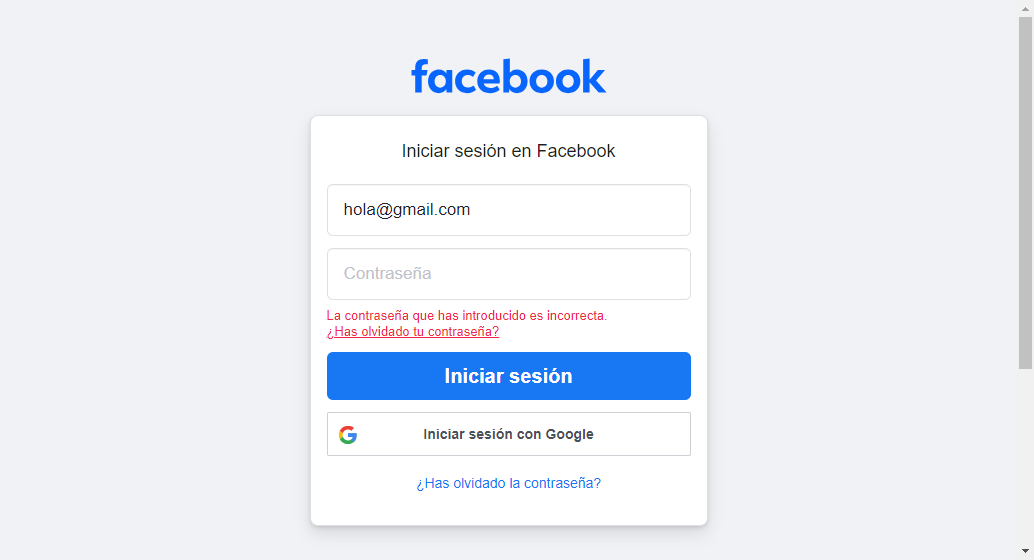 facebook
Iniciar sesión en Facebook
hola@gmail.com
Contraseña
La contraseña que has introducido es incorrecta.
¿Has olvidado tu contraseña?
Iniciar sesión
Iniciar sesión con Google
¿Has olvidado la contraseña?